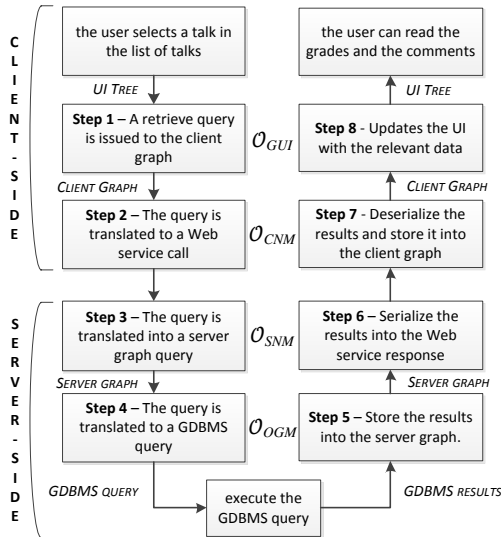 CLIENT-SIDE
the user selects a talk in
the list of talks
UI TREE
Step 1 – A retrieve query
is issued to the client
graph
CLIENT GRAPH
Step 2 – The query is
translated to a Web
service call
SERVER-SIDE
Step 3 – The query is
translated into a server
graph query
SERVER GRAPH
Step 4 – The query is
translated to a GDBMS
query
GDBMS QUERY
execute the
GDBMS query
GDBMS RESULTS
Step 5 – Store the results
into the server graph.
SERVER GRAPH
Step 6 – Serialize the
results into the Web
service response
Step 7 - Deserialize the
results and store it into
the client graph
CLIENT GRAPH
Step 8 - Updates the UI
with the relevant data
UI TREE
the user can read the
grades and the comments
O_GUI
O_CNM
O_SNM
O_OGM